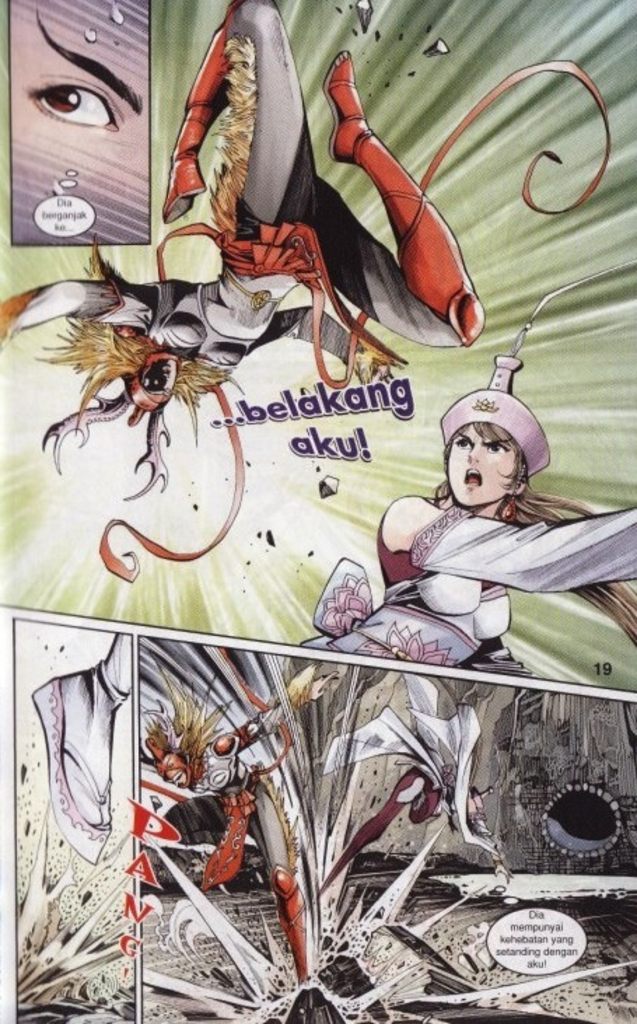 Dia
berganjak
ke...
...belakang
aku!
19
PANG!
Dia
mempunyai
kehebatan yang
setanding dengan
aku!